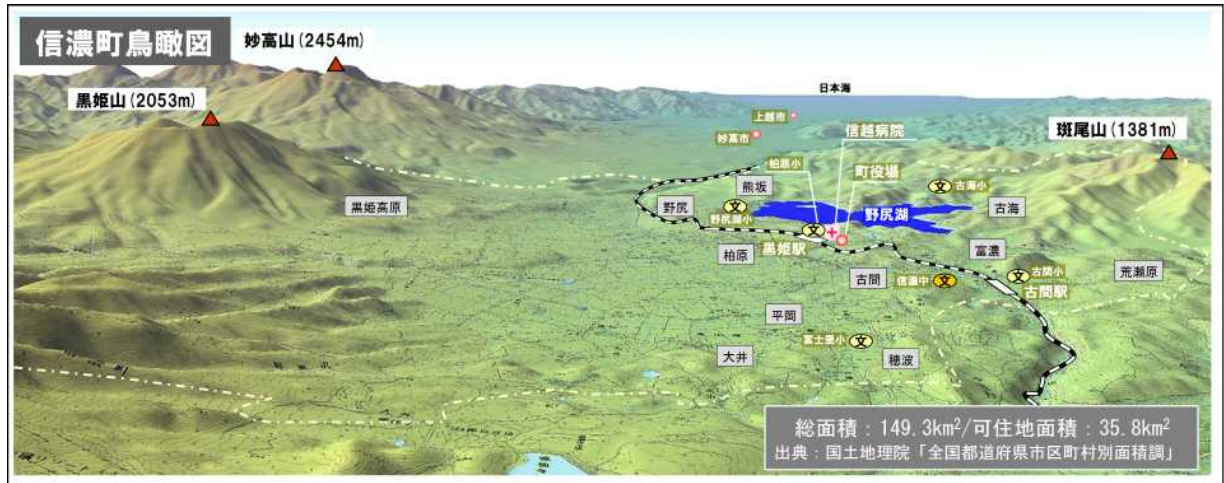 信濃町鳥瞰図
妙高山(2454m)
黒姫山(2053m)
日本海
上越市
妙高市
信越病院
斑尾山(1381m)
柏原小
町役場
熊坂
古海小
黒姫高原
野尻
野尻湖小
野尻湖
古海
柏原
黒姫駅
富濃
古間
信濃中
古間小
古間駅
荒瀬原
平岡
富士里小
大井
穂波
総面積:149.3km²/可住地面積:35.8km²
出典:国土地理院「全国都道府県市区町村別面積調」